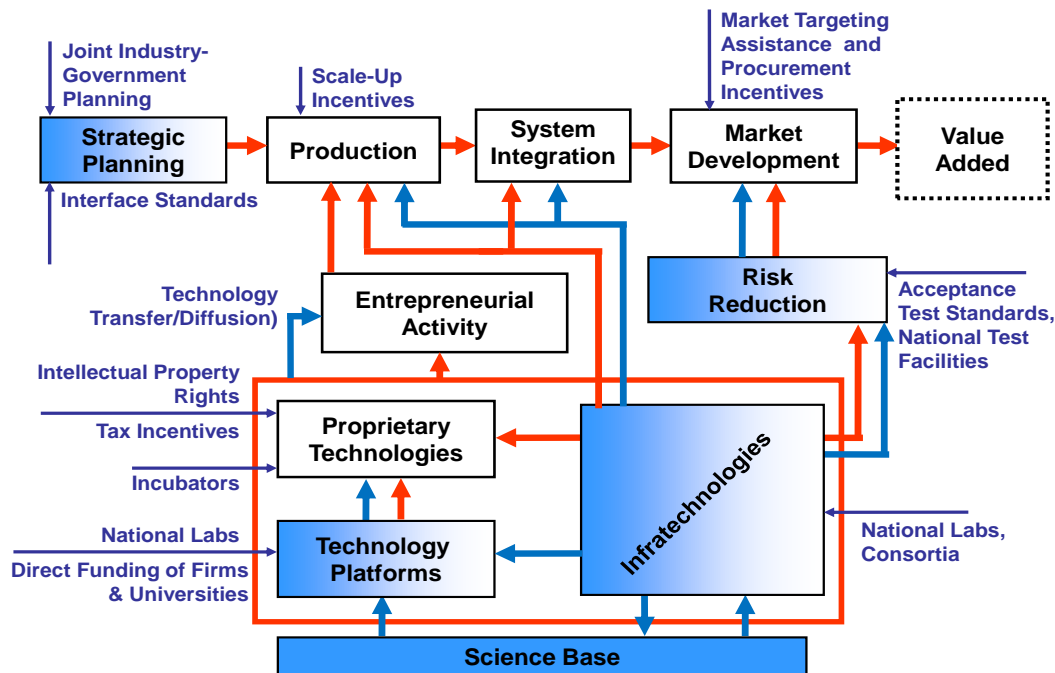 Joint Industry-
Government
Planning
Scale-Up
Incentives
Market Targeting
Assistance and
Procurement
Incentives
Strategic
Planning
Production
System
Integration
Market
Development
Value
Added
Interface Standards
Technology
Transfer/Diffusion)
Entrepreneurial
Activity
Risk
Reduction
Acceptance
Test Standards,
National Test
Facilities
Intellectual Property
Rights
Tax Incentives
Incubators
Proprietary
Technologies
Infratechnologies
National Labs
Direct Funding of Firms
& Universities
Technology
Platforms
National Labs,
Consortia
Science Base